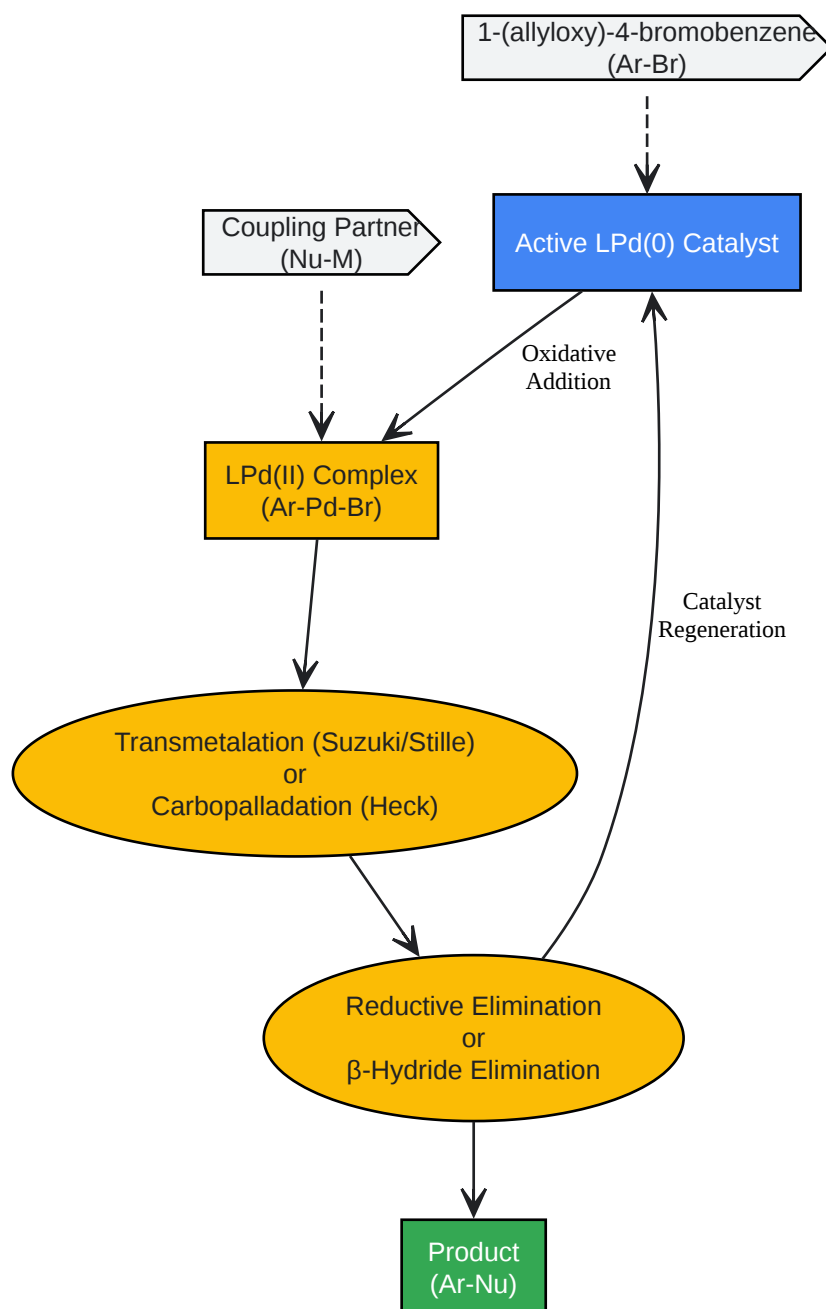 1-(allyloxy)-4-bromobenzene
(Ar-Br)
Coupling Partner
(Nu-M)
Active LPd(0) Catalyst
Oxidative
Addition
LPd(II) Complex
(Ar-Pd-Br)
Catalyst
Regeneration
Transmetalation (Suzuki/Stille)
or
Carbopalladation (Heck)
Reductive Elimination
or
β-Hydride Elimination
Product
(Ar-Nu)